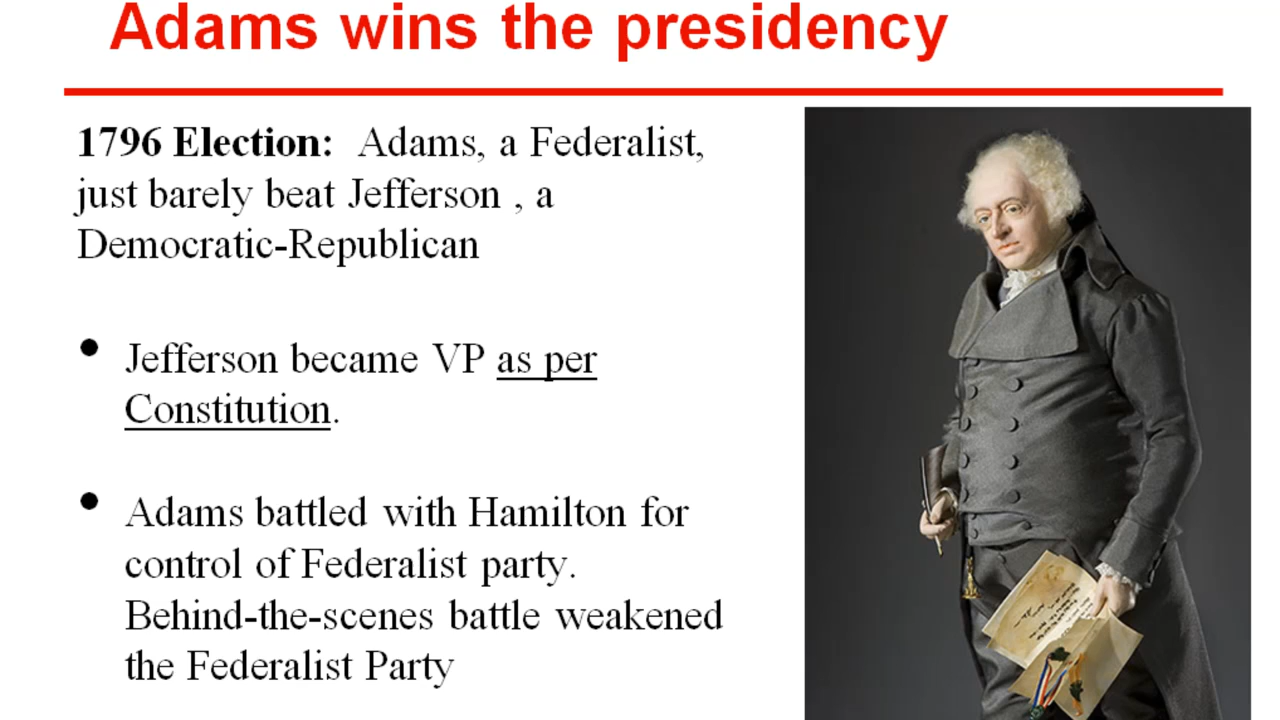 Adams wins the presidency
1796 Election: Adams, a Federalist,
just barely beat Jefferson , a
Democratic-Republican
• Jefferson became VP as per
Constitution.
• Adams battled with Hamilton for
control of Federalist party.
Behind-the-scenes battle weakened
the Federalist Party